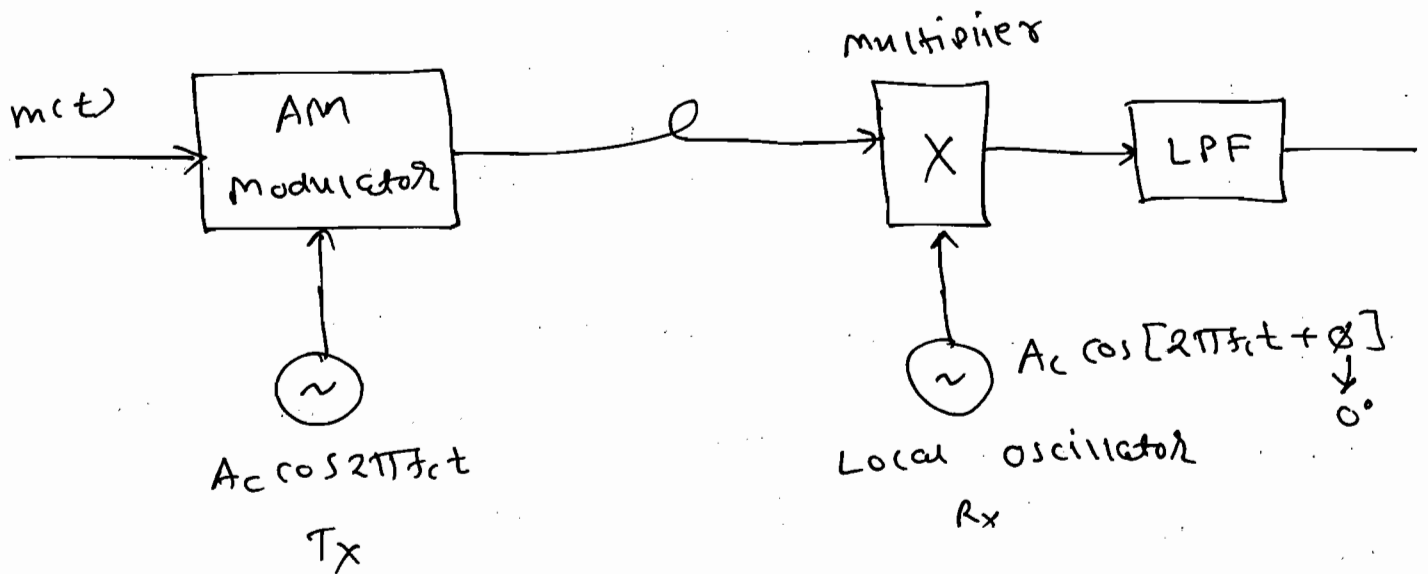 multiplier
m(t)
AM
Modulator
X
LPF
~
~
Ac cos[2πfct + ø]
↓
0°
Ac cos2πfct
Local oscillator
Tx
Rx